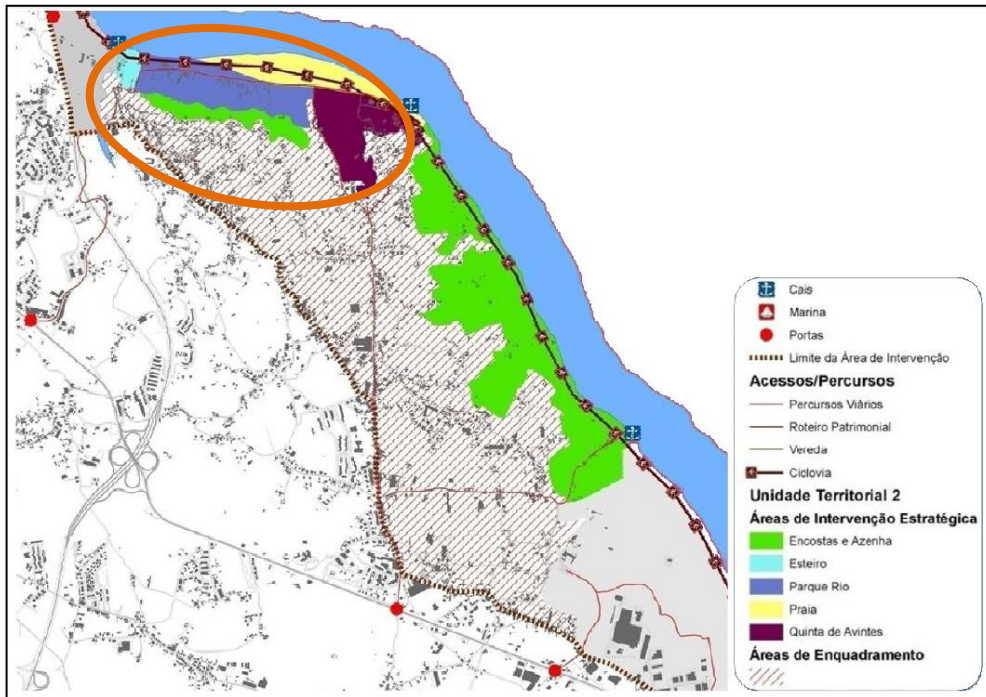 Cais
Marina
Portas
Limite da Área de Intervenção
Acessos/Percursos
Percursos Viários
Roteiro Patrimonial
Vereda
Ciclovia
Unidade Territorial 2
Áreas de Intervenção Estratégica
Encostas e Azenha
Esteiro
Parque Rio
Praia
Quinta de Avintes
Áreas de Enquadramento